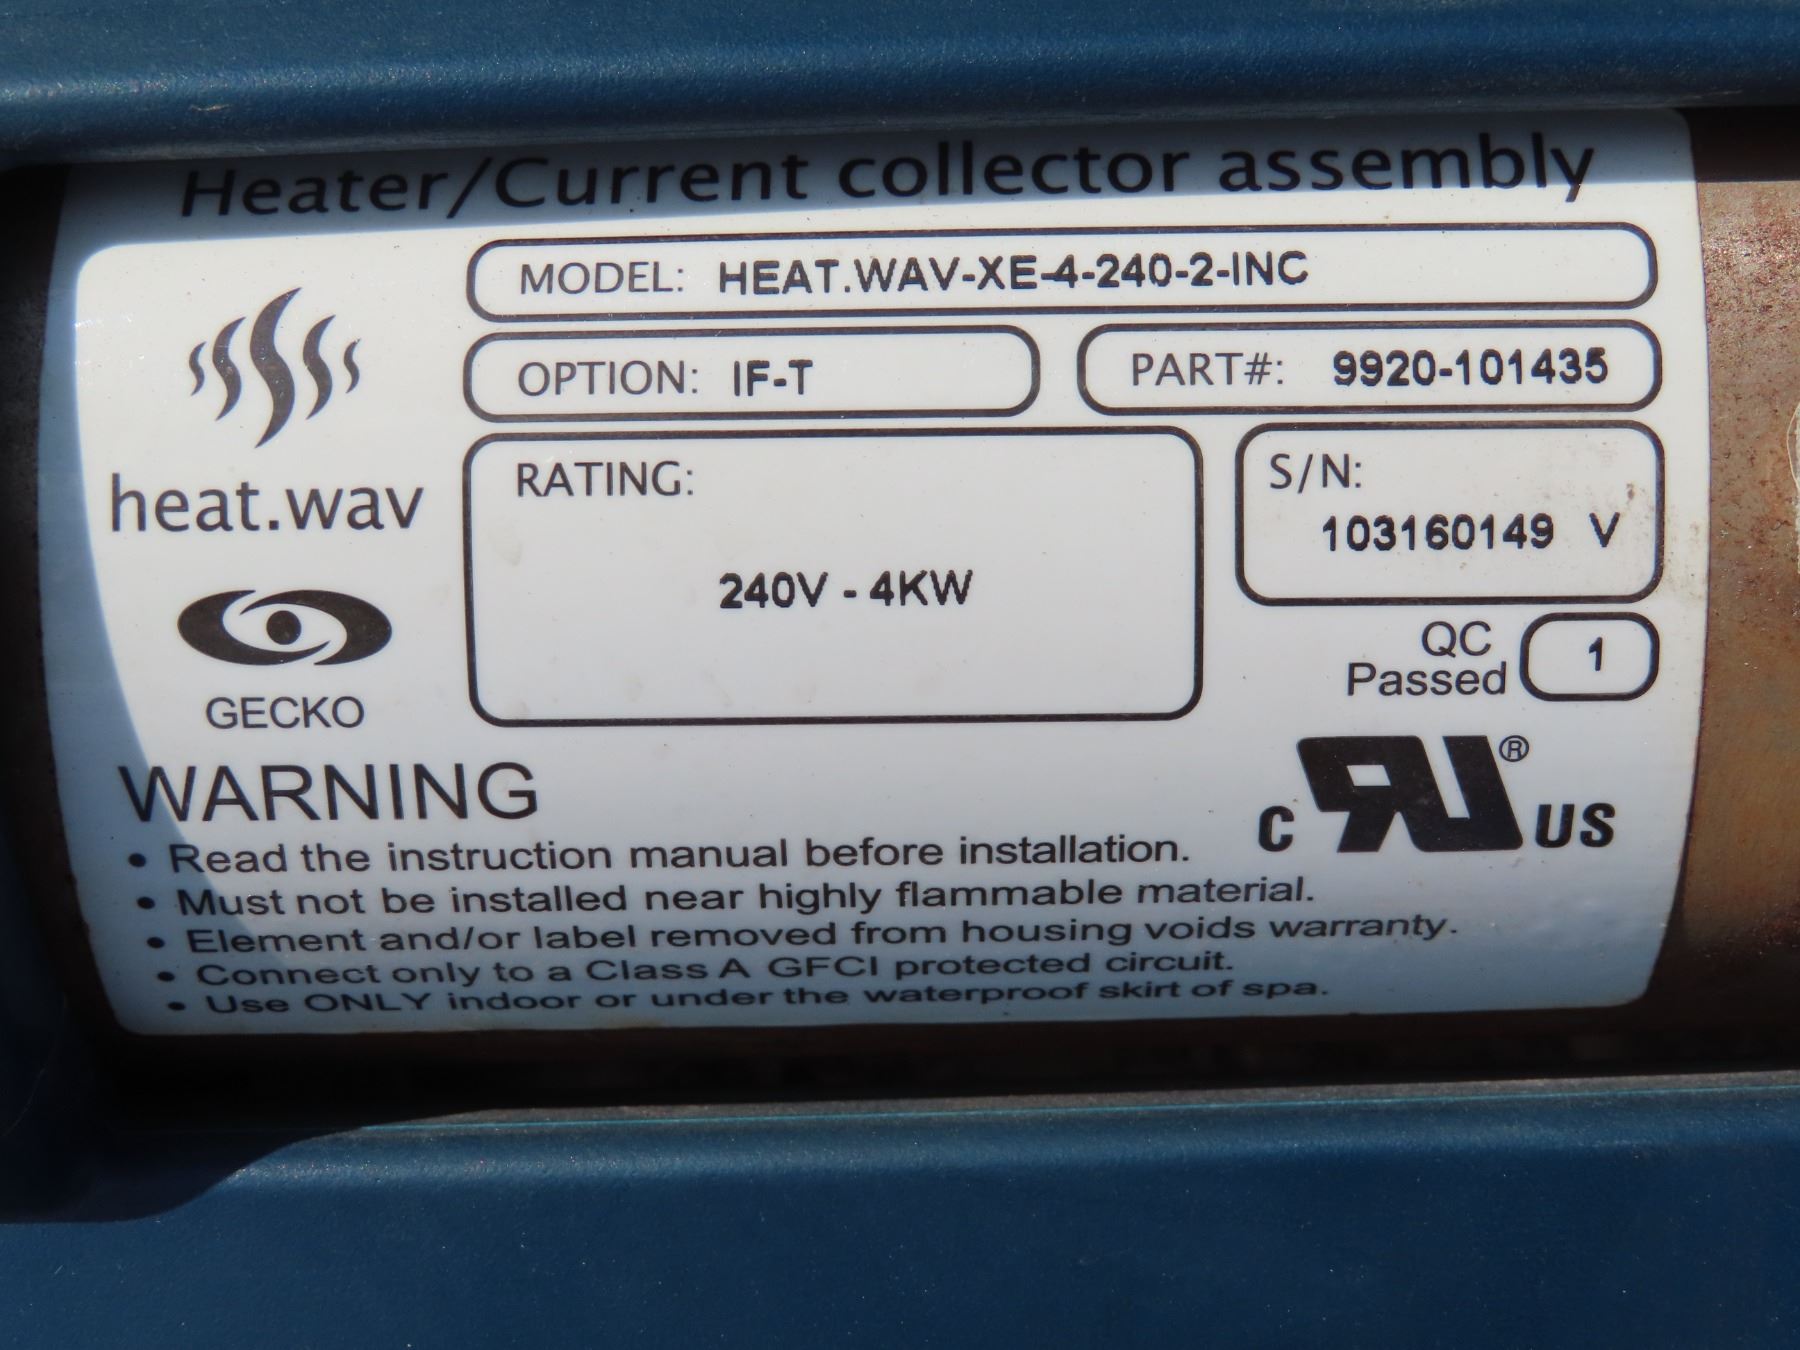 Heater/Current collector assembly
MODEL: HEAT.WAV-XE-4-240-2-INC
OPTION: IF-T
PART#: 9920-101435
heat.wav
RATING:
240V - 4KW
S/N:
103160149 V
GECKO
QC
Passed
1
WARNING
c RU® US
• Read the instruction manual before installation.
• Must not be installed near highly flammable material.
• Element and/or label removed from housing voids warranty.
• Connect only to a Class A GFCI protected circuit.
• Use ONLY indoor or under the waterproof skirt of spa.